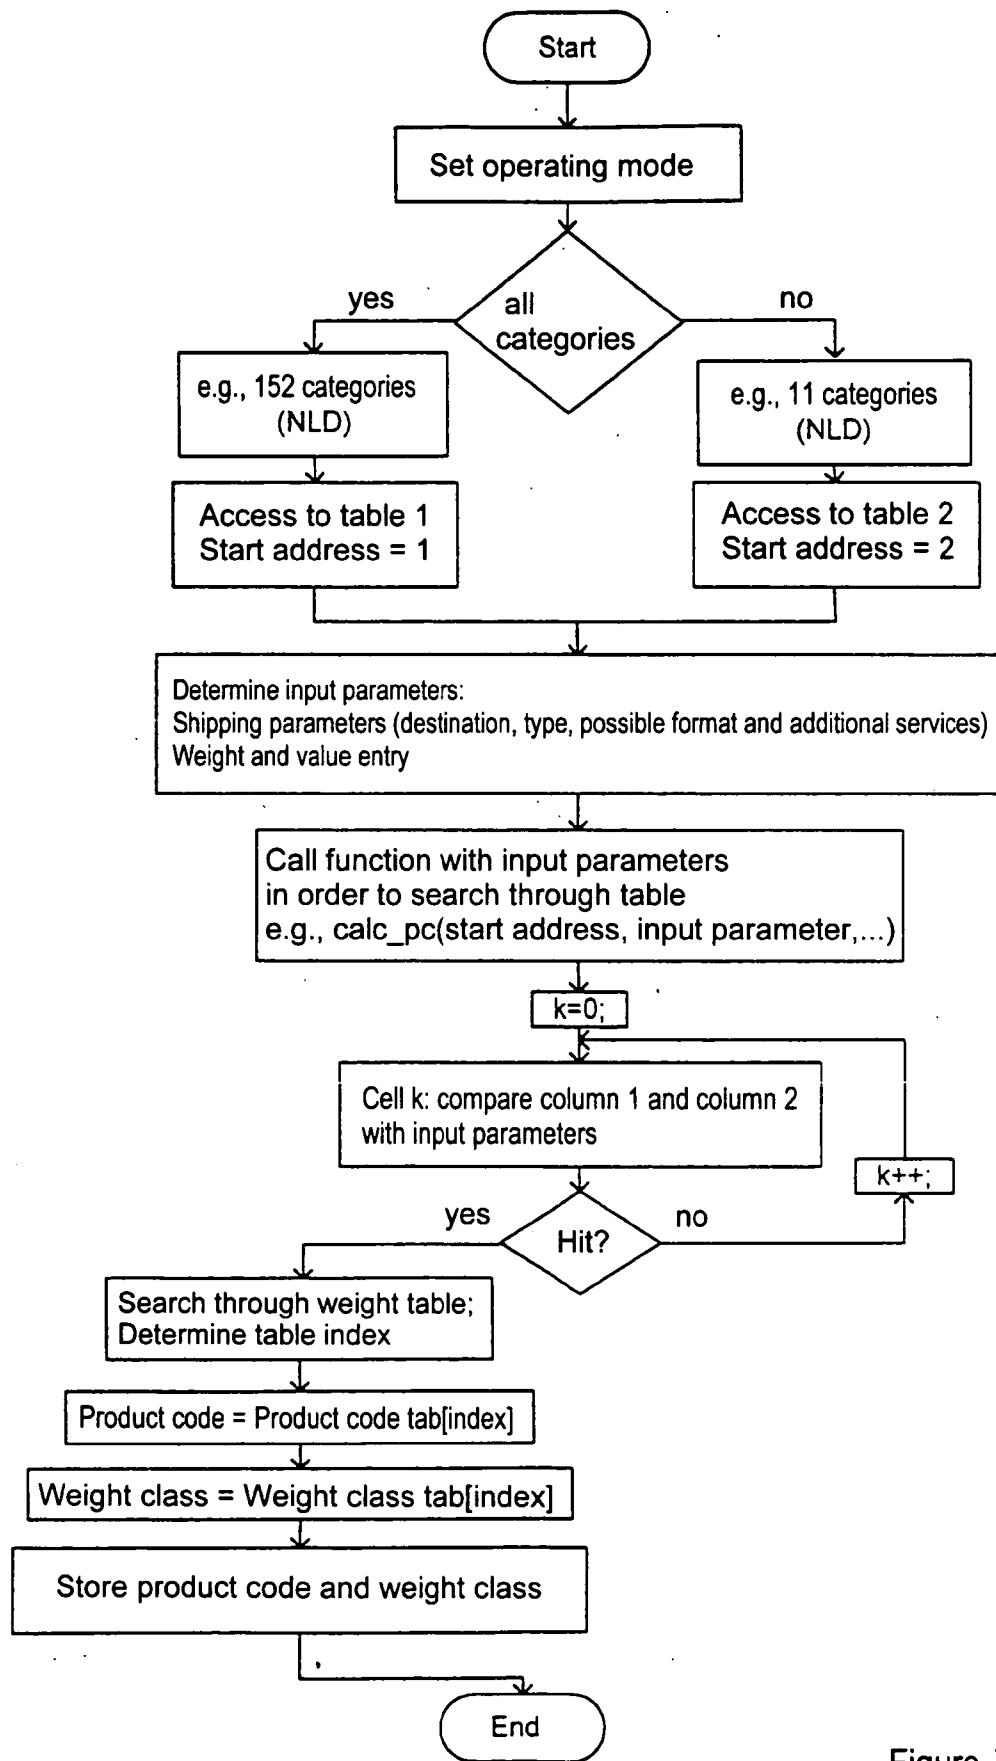 Start
Set operating mode
yes
all
categories
no
e.g., 152 categories
(NLD)
e.g., 11 categories
(NLD)
Access to table 1
Start address = 1
Access to table 2
Start address = 2
Determine input parameters:
Shipping parameters (destination, type, possible format and additional services)
Weight and value entry
Call function with input parameters
in order to search through table
e.g., calc_pc(start address, input parameter,...)
k=0;
Cell k: compare column 1 and column 2
with input parameters
k++;
yes
Hit?
no
Search through weight table;
Determine table index
Product code = Product code tab[index]
Weight class = Weight class tab[index]
Store product code and weight class
End
Figure